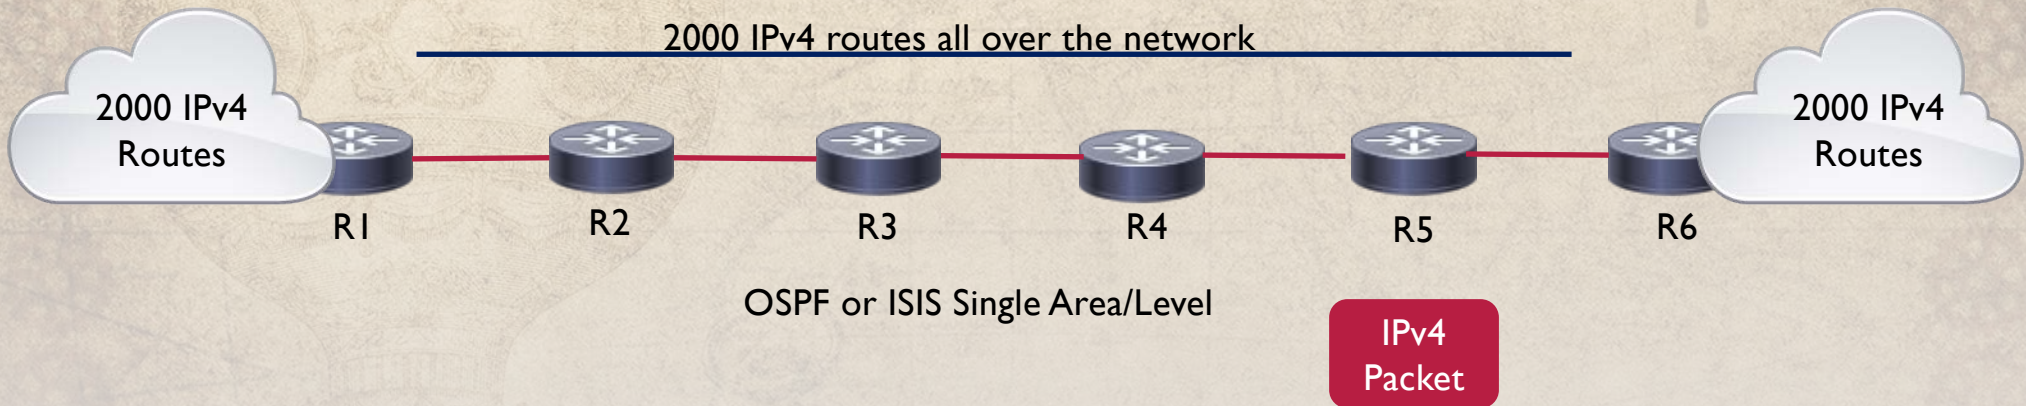 2000 IPv4 routes all over the network
2000 IPv4
Routes
2000 IPv4
Routes
R1
R2
R3
R4
R5
R6
OSPF or ISIS Single Area/Level
IPv4
Packet